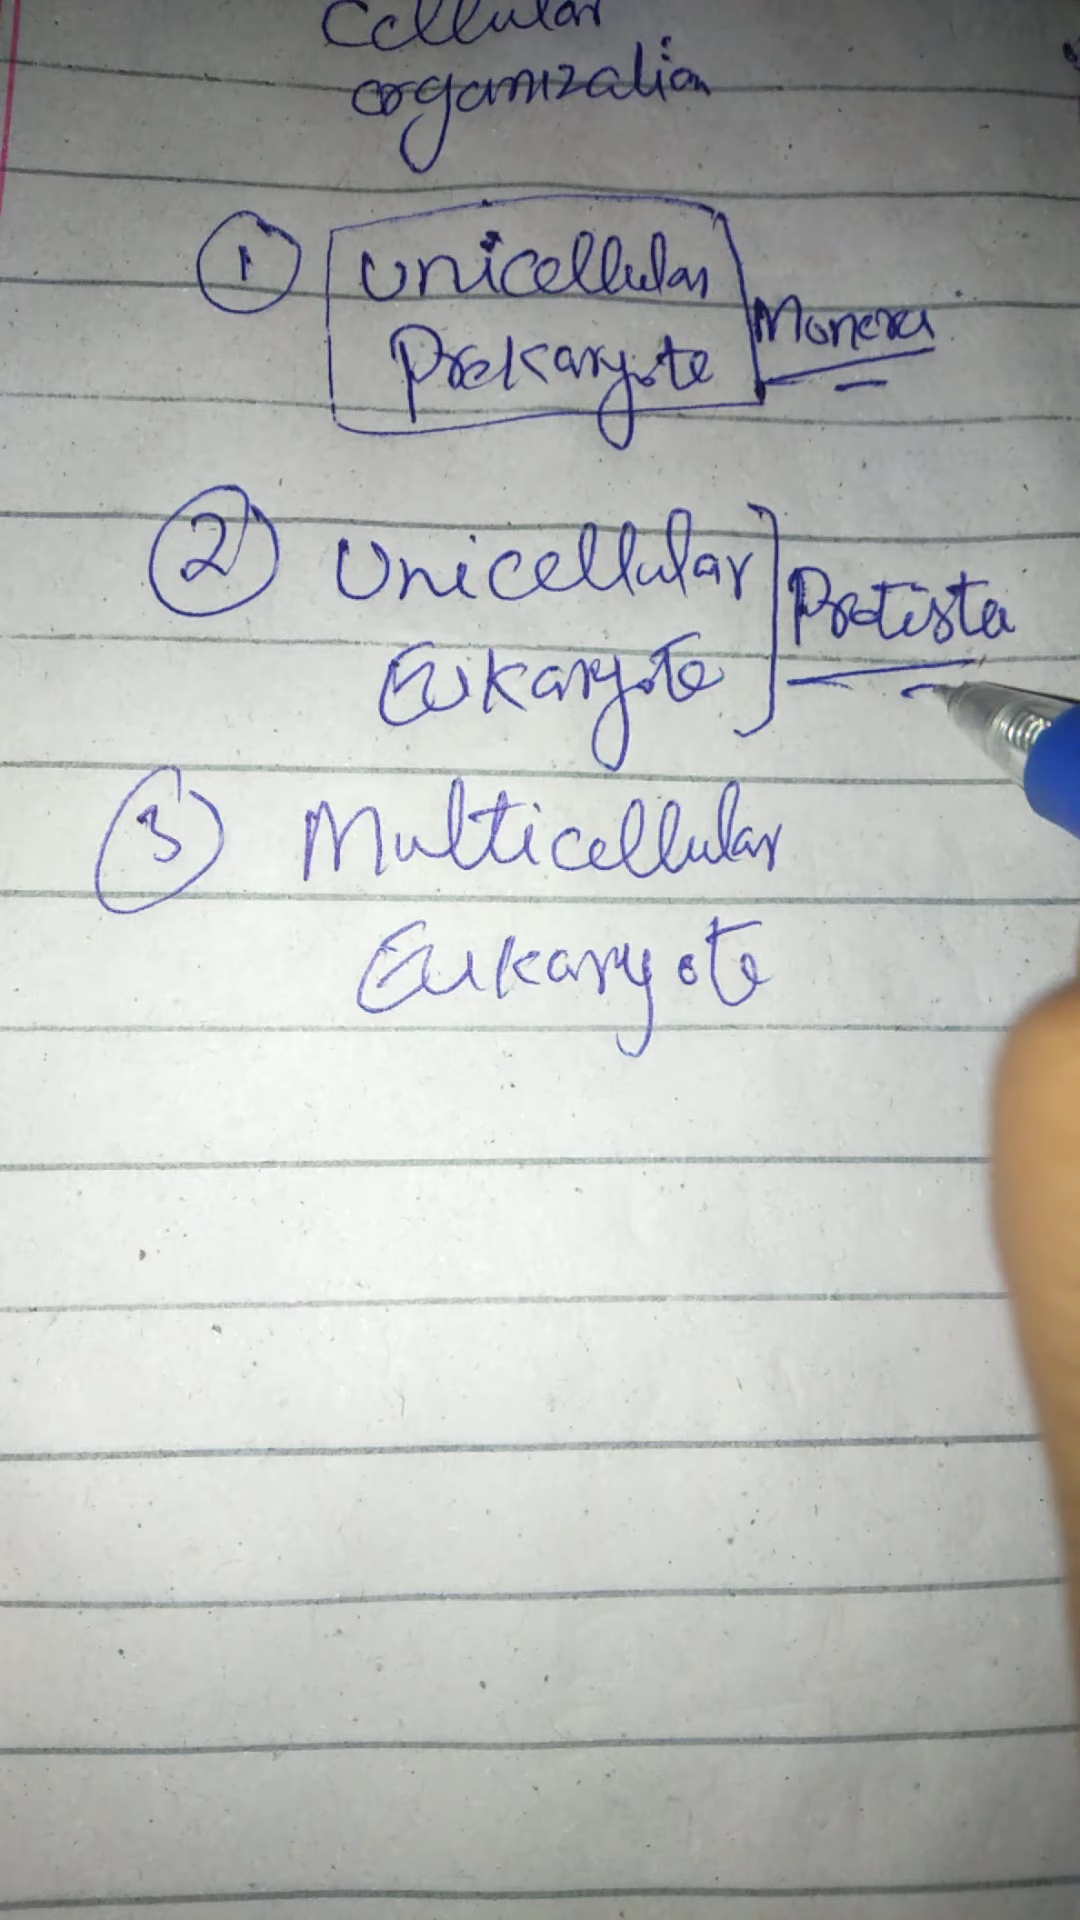 Cellular
organization
1 Unicellular
Prokaryote Monera
2 Unicellular
Eukaryote Protista
3 Multicellular
Eukaryote